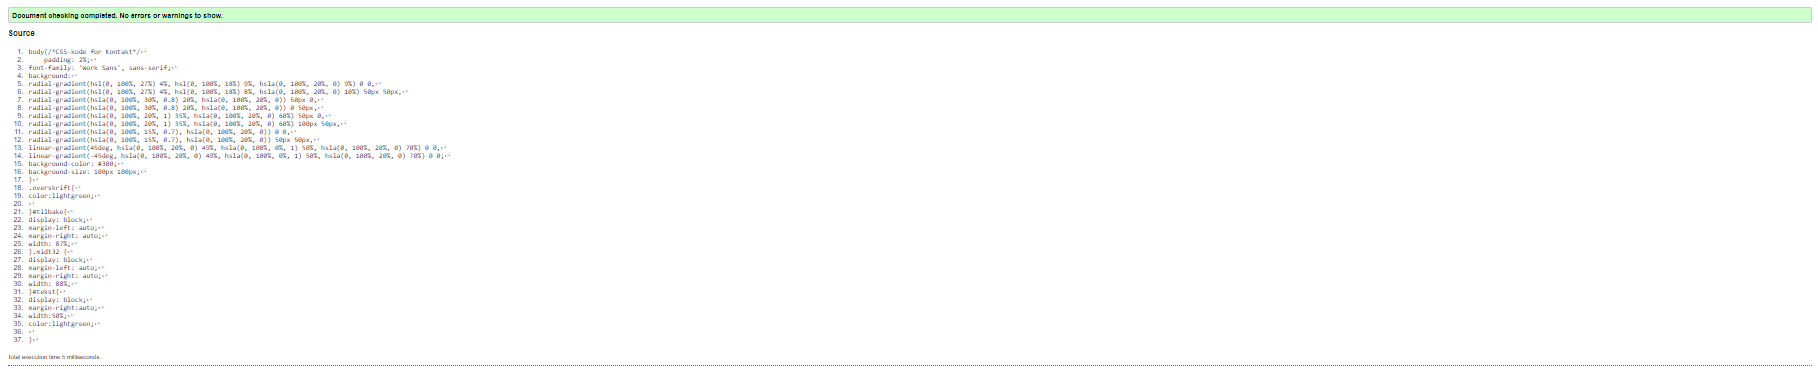 Document checking completed. No errors or warnings to show.
Source
1. body{/*CSS-kode for Kontakt*/↩
2. padding: 2%;↩
3. font-family: 'Work Sans', sans-serif;↩
4. background:↩
5. radial-gradient(hsl(0, 100%, 27%) 4%, hsl(0, 100%, 18%) 9%, hsla(0, 100%, 20%, 0) 9%) 0 0,↩
6. radial-gradient(hsl(0, 100%, 27%) 4%, hsl(0, 100%, 18%) 8%, hsla(0, 100%, 20%, 0) 10%) 50px 50px,↩
7. radial-gradient(hsla(0, 100%, 30%, 0.8) 20%, hsla(0, 100%, 20%, 0)) 50px 0,↩
8. radial-gradient(hsla(0, 100%, 30%, 0.8) 20%, hsla(0, 100%, 20%, 0)) 0 50px,↩
9. radial-gradient(hsla(0, 100%, 20%, 1) 35%, hsla(0, 100%, 20%, 0) 60%) 50px 0,↩
10. radial-gradient(hsla(0, 100%, 20%, 1) 35%, hsla(0, 100%, 20%, 0) 60%) 100px 50px,↩
11. radial-gradient(hsla(0, 100%, 15%, 0.7), hsla(0, 100%, 20%, 0)) 0 0,↩
12. radial-gradient(hsla(0, 100%, 15%, 0.7), hsla(0, 100%, 20%, 0)) 50px 50px,↩
13. linear-gradient(45deg, hsla(0, 100%, 20%, 0) 49%, hsla(0, 100%, 0%, 1) 50%, hsla(0, 100%, 20%, 0) 70%) 0 0,↩
14. linear-gradient(-45deg, hsla(0, 100%, 20%, 0) 49%, hsla(0, 100%, 0%, 1) 50%, hsla(0, 100%, 20%, 0) 70%) 0 0;↩
15. background-color: #300;↩
16. background-size: 100px 100px;↩
17. }↩
18. .overskrift{↩
19. color:lightgreen;↩
20. ↩
21. }#tilbake{↩
22. display: block;↩
23. margin-left: auto;↩
24. margin-right: auto;↩
25. width: 87%;↩
26. }.midt32 {↩
27. display: block;↩
28. margin-left: auto;↩
29. margin-right: auto;↩
30. width: 88%;↩
31. }#tekst{↩
32. display: block;↩
33. margin-right:auto;↩
34. width:50%;↩
35. color:lightgreen;↩
36. ↩
37. }↩
Total execution time 5 milliseconds.